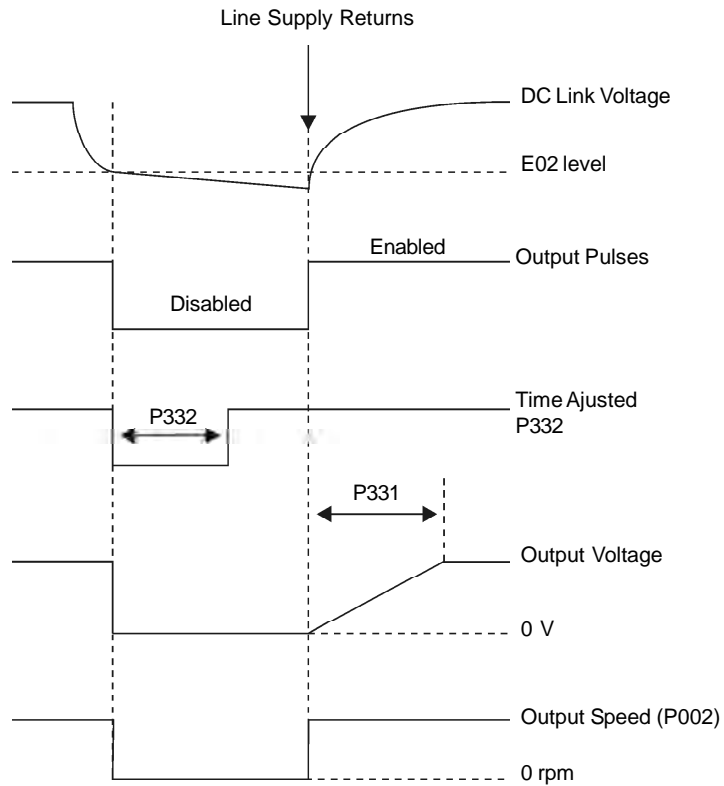 Line Supply Returns
DC Link Voltage
E02 level
Enabled
Output Pulses
Disabled
Time Ajusted
P332
P332
P331
Output Voltage
0 V
Output Speed (P002)
0 rpm